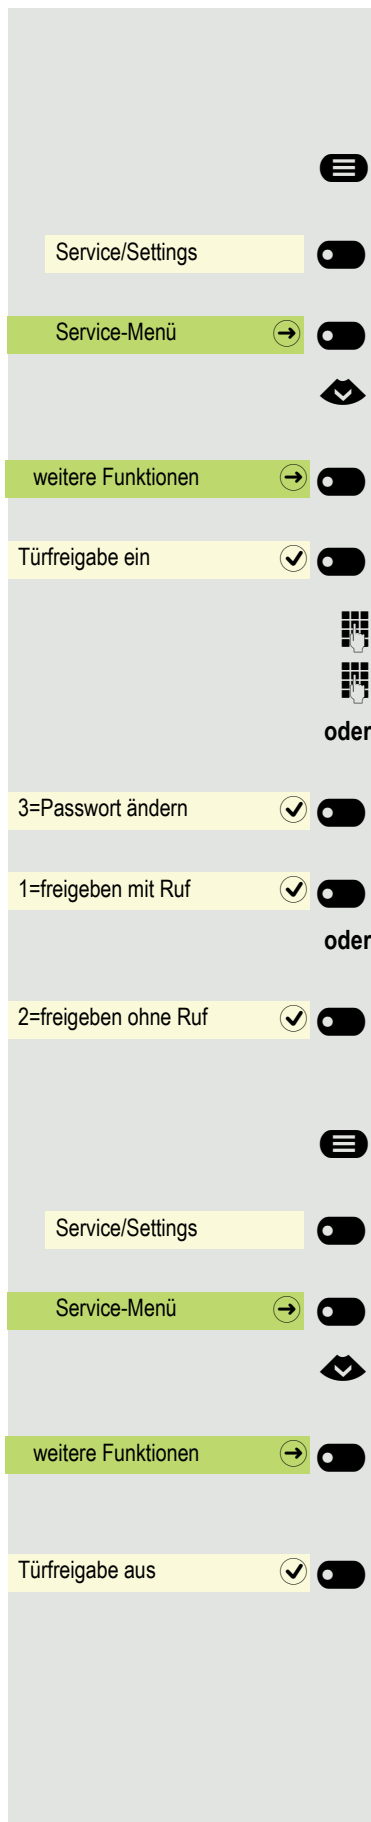 Service/Settings
Service-Menü
weitere Funktionen
Türfreigabe ein
oder
3=Passwort ändern
1=freigeben mit Ruf
oder
2=freigeben ohne Ruf
Service/Settings
Service-Menü
weitere Funktionen
Türfreigabe aus